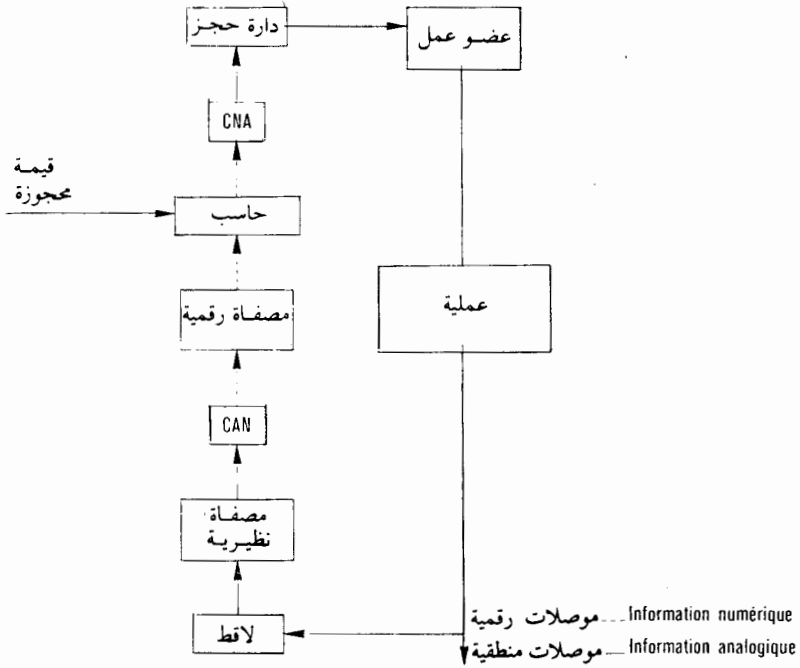 دارة حجز
عضو عمل
CNA
قيمة
محجوزة
حاسب
مصفاة رقمية
عملية
CAN
مصفاة
نظيرية
لاقط
موصلات رقمية --- Information numérique
موصلات منطقية — Information analogique